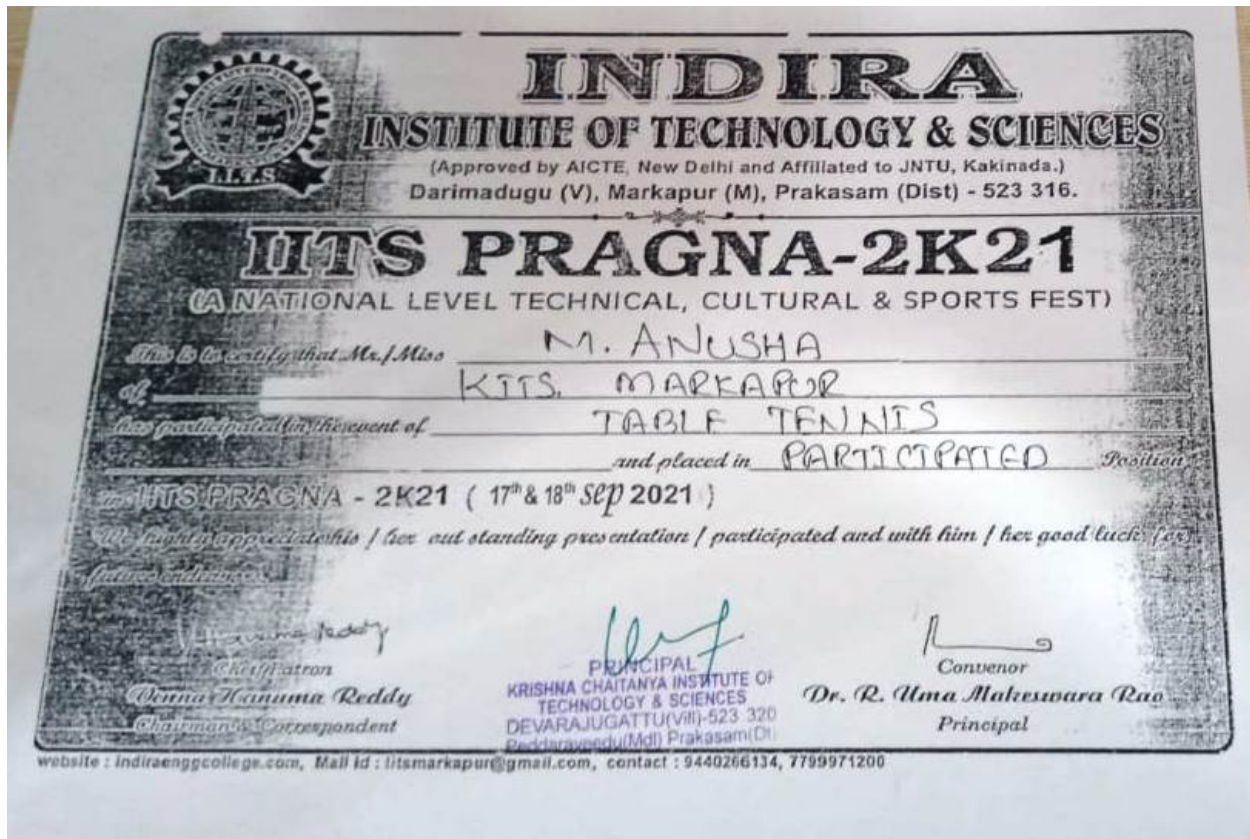 INDIRA
INSTITUTE OF TECHNOLOGY & SCIENCES
(Approved by AICTE, New Delhi and Affiliated to JNTU, Kakinada.)
Darimadugu (V), Markapur (M), Prakasam (Dist) - 523 316.
I.I.T.S
IITS PRAGNA-2K21
(A NATIONAL LEVEL TECHNICAL, CULTURAL & SPORTS FEST)
This is to certify that Mr./Miss M. ANUSHA
of KITS. MARKAPUR
has participated in the event of TABLE TENNIS
and placed in PARTICIPATED Position
IITS PRAGNA - 2K21 ( 17th & 18th Sep 2021 )
We highly appreciate his / her out standing presentation / participated and with him / her good luck for
future
Hanuma Reddy
Chief Patron
Venna Hanuma Reddy
Chairman & Correspondent
PRINCIPAL
KRISHNA CHAITANYA INSTITUTE OF
TECHNOLOGY & SCIENCES
DEVARAJUGATTU(Vill)-523 320
Peddaraveedu(Mdl) Prakasam(Dt)
Convenor
Dr. R. Uma Maheswara Rao
Principal
website : indiraenggcollege.com, Mail id : iitsmarkapur@gmail.com, contact : 9440266134, 7799971200